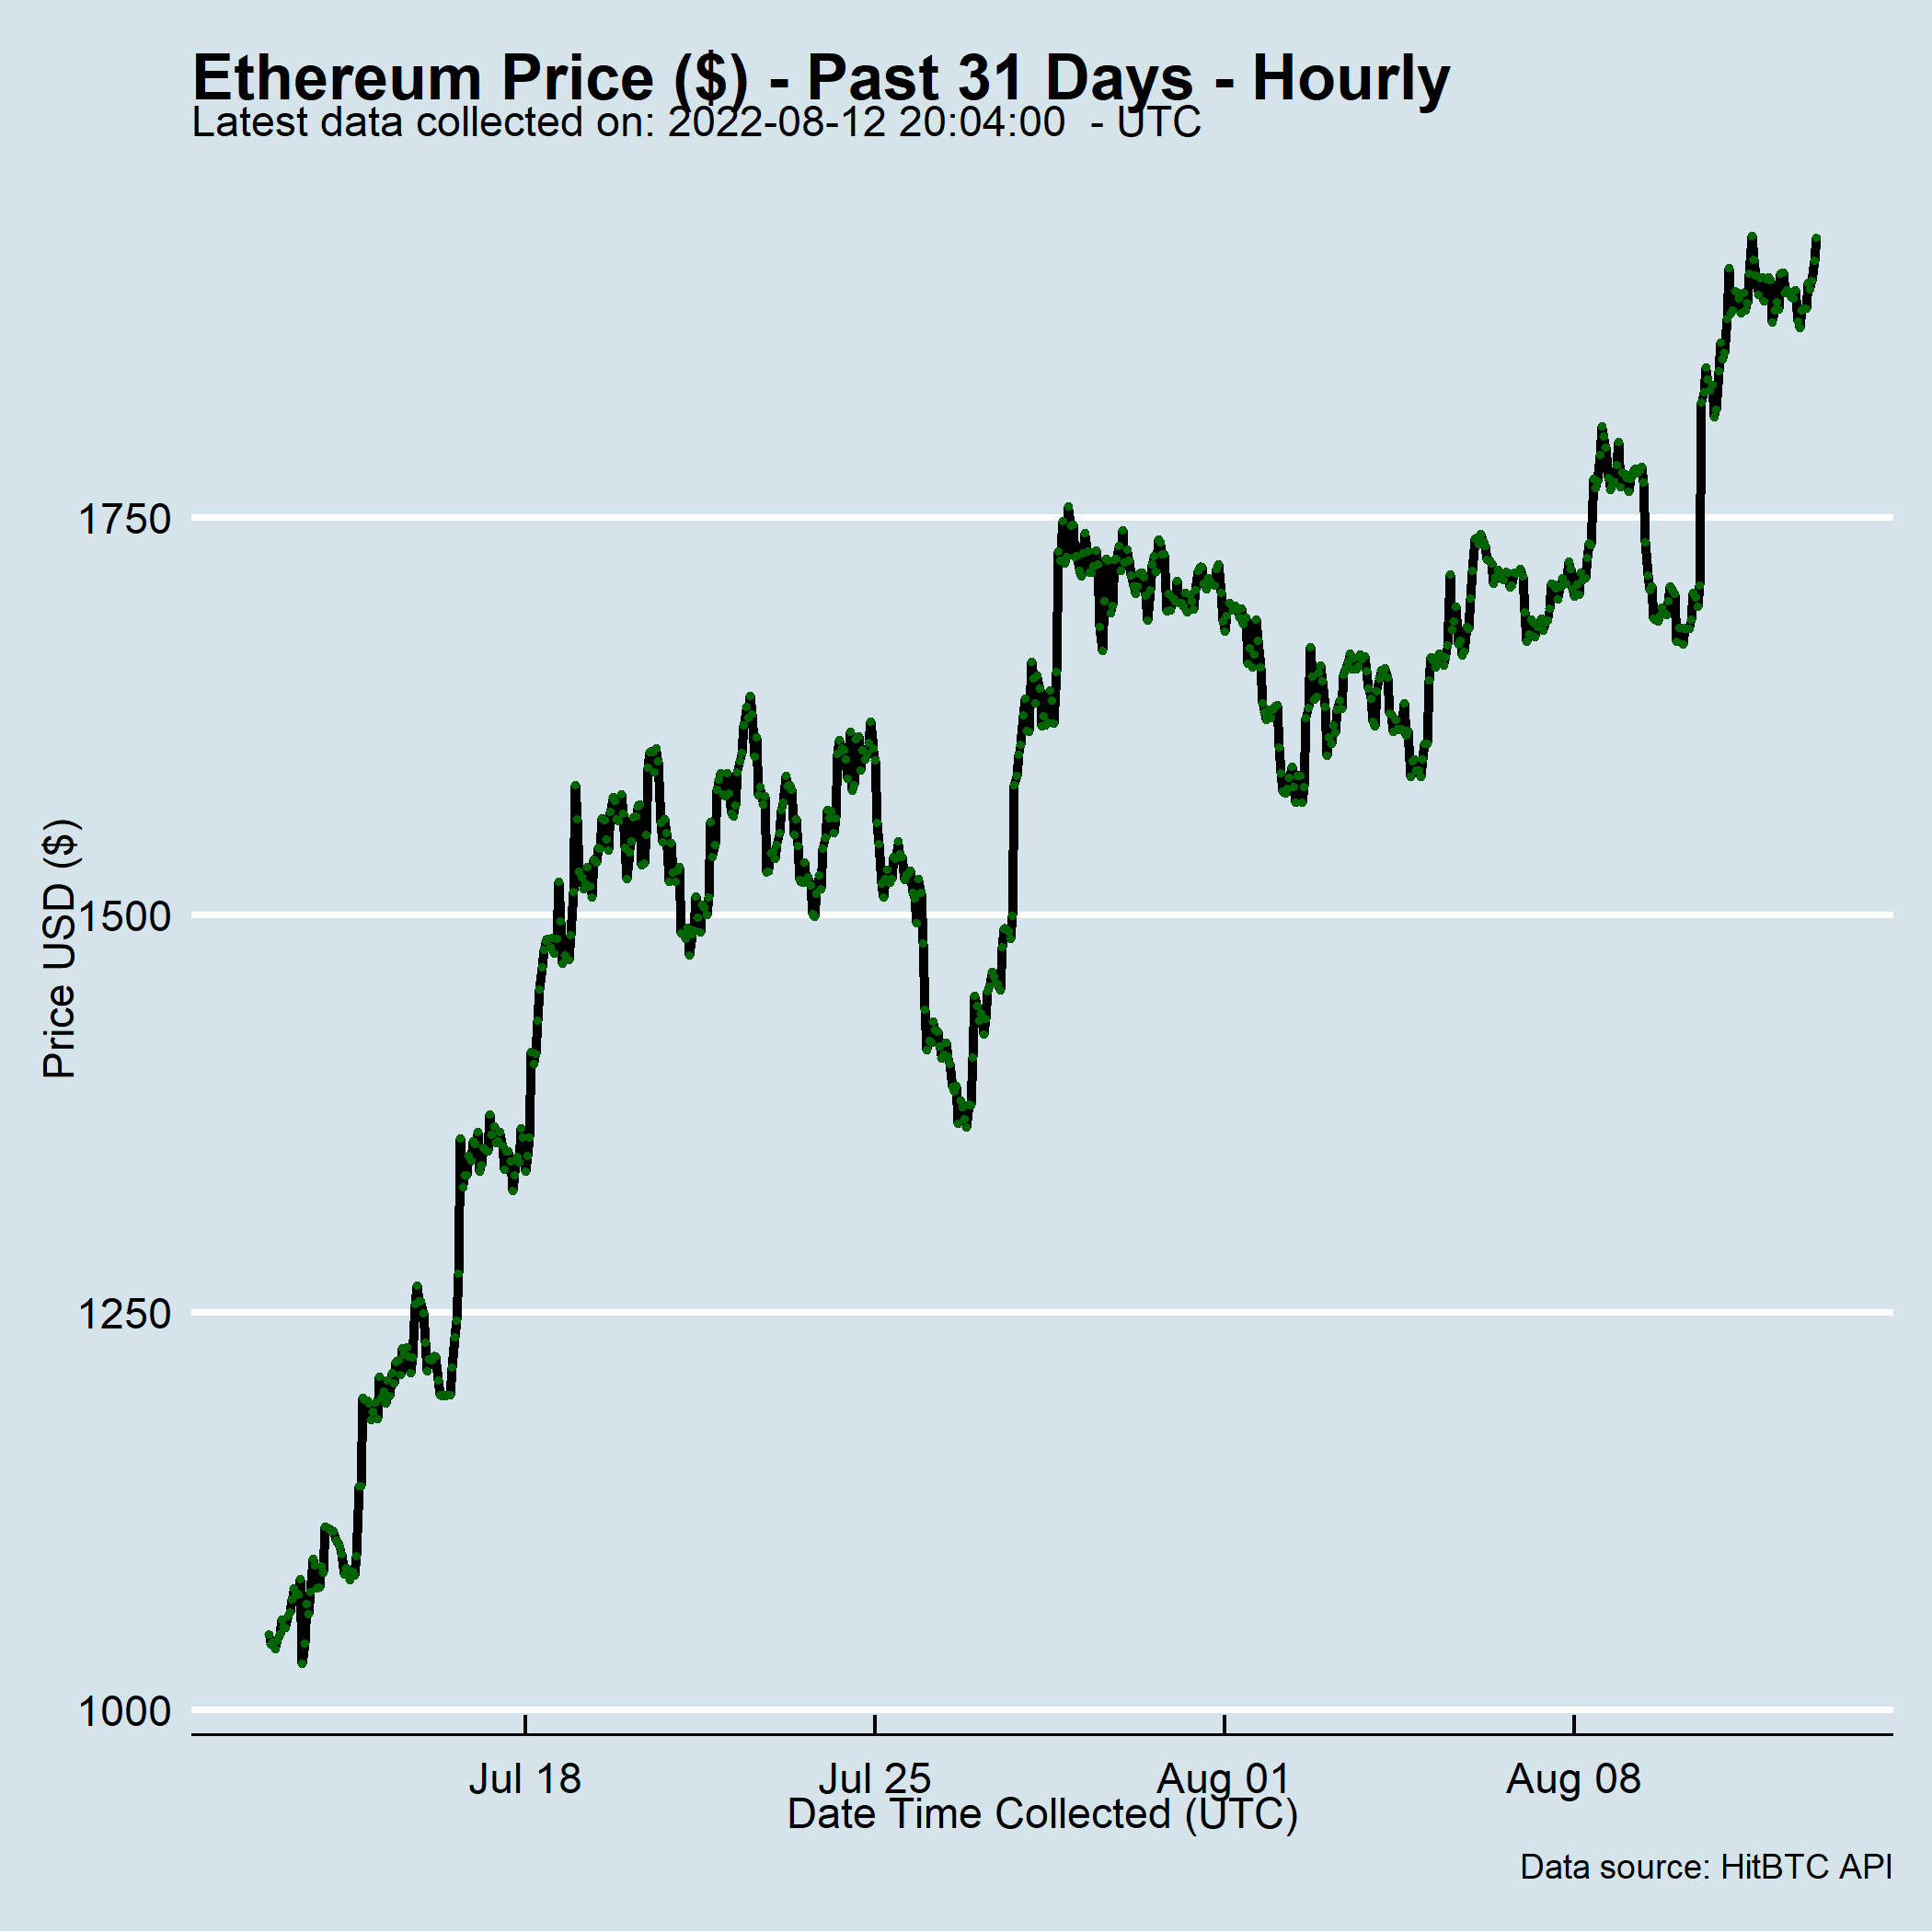 Ethereum Price ($) - Past 31 Days - Hourly
Latest data collected on: 2022-08-12 20:04:00  - UTC
1750
1500
1250
1000
Price USD ($)
Jul 18
Jul 25
Aug 01
Aug 08
Date Time Collected (UTC)
Data source: HitBTC API